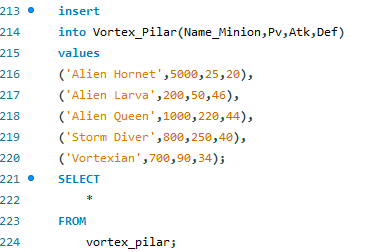 213 insert
214 into Vortex_Pilar(Name_Minion,Pv,Atk,Def)
215 values
216 ('Alien Hornet',5000,25,20),
217 ('Alien Larva',200,50,46),
218 ('Alien Queen',1000,220,44),
219 ('Storm Diver',800,250,40),
220 ('Vortexian',700,90,34);
221 SELECT
222 *
223 FROM
224 vortex_pilar;